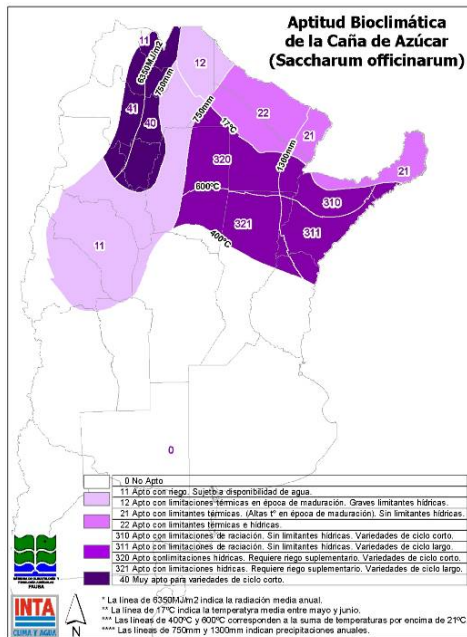 Aptitud Bioclimática
de la Caña de Azúcar
(Saccharum officinarum)
11
6350MJ/m2
750mm
12
41
40
750mm
22
17ºC
21
1300mm
320
21
600ºC
310
321
311
11
400ºC
0
0 No Apto
11 Apto con riego. Sujeto a disponibilidad de agua.
12 Apto con limitaciones térmicas en época de maduración. Graves limitantes hídricas.
21 Apto con limitantes térmicas. (Altas tº en época de maduración). Sin limitantes hídricas.
22 Apto con limitantes térmicas e hídricas.
310 Apto con limitaciones de raciación. Sin limitantes hídricas. Variedades de ciclo corto.
311 Apto con limitaciones de raciación. Sin limitantes hídricas. Variedades de ciclo largo.
320 Apto con limitaciones hídricas. Requiere riego suplementario. Variedades de ciclo corto.
321 Apto con limitaciones hídricas. Requiere riego suplementario. Variedades de ciclo largo.
40 Muy apto para variedades de ciclo corto.
FAUBA
INTA
CLIMA Y AGUA
N
* La línea de 6350MJ/m2 indica la radiación media anual.
** La línea de 17ºC indica la temperatyra media entre mayo y junio.
*** Las líneas de 400ºC y 600ºC corresponden a la suma de temperaturas por encima de 21ºC
**** Las líneas de 750mm y 1300mm indican precipitaciones anuales.